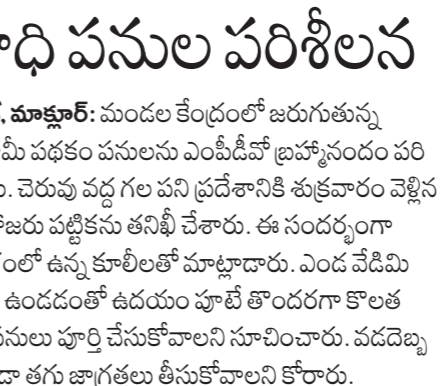 ాధి పనుల పరిశీలన
, మాక్లూర్: మండల కేంద్రంలో జరుగుతున్న
మీ పథకం పనులను ఎంపీడీవో బ్రహ్మానందం పరి
. చెరువు వద్ద గల పని ప్రదేశానికి శుక్రవారం వెళ్లిన
జరు పట్టికను తనిఖీ చేశారు. ఈ సందర్భంగా
ంలో ఉన్న కూలీలతో మాట్లాడారు. ఎండ వేడిమి
ఉండడంతో ఉదయం పూటే తొందరగా కొలత
పనులు పూర్తి చేసుకోవాలని సూచించారు. వడదెబ్బ
డా తగు జాగ్రతలు తీసుకోవాలని కోరారు.